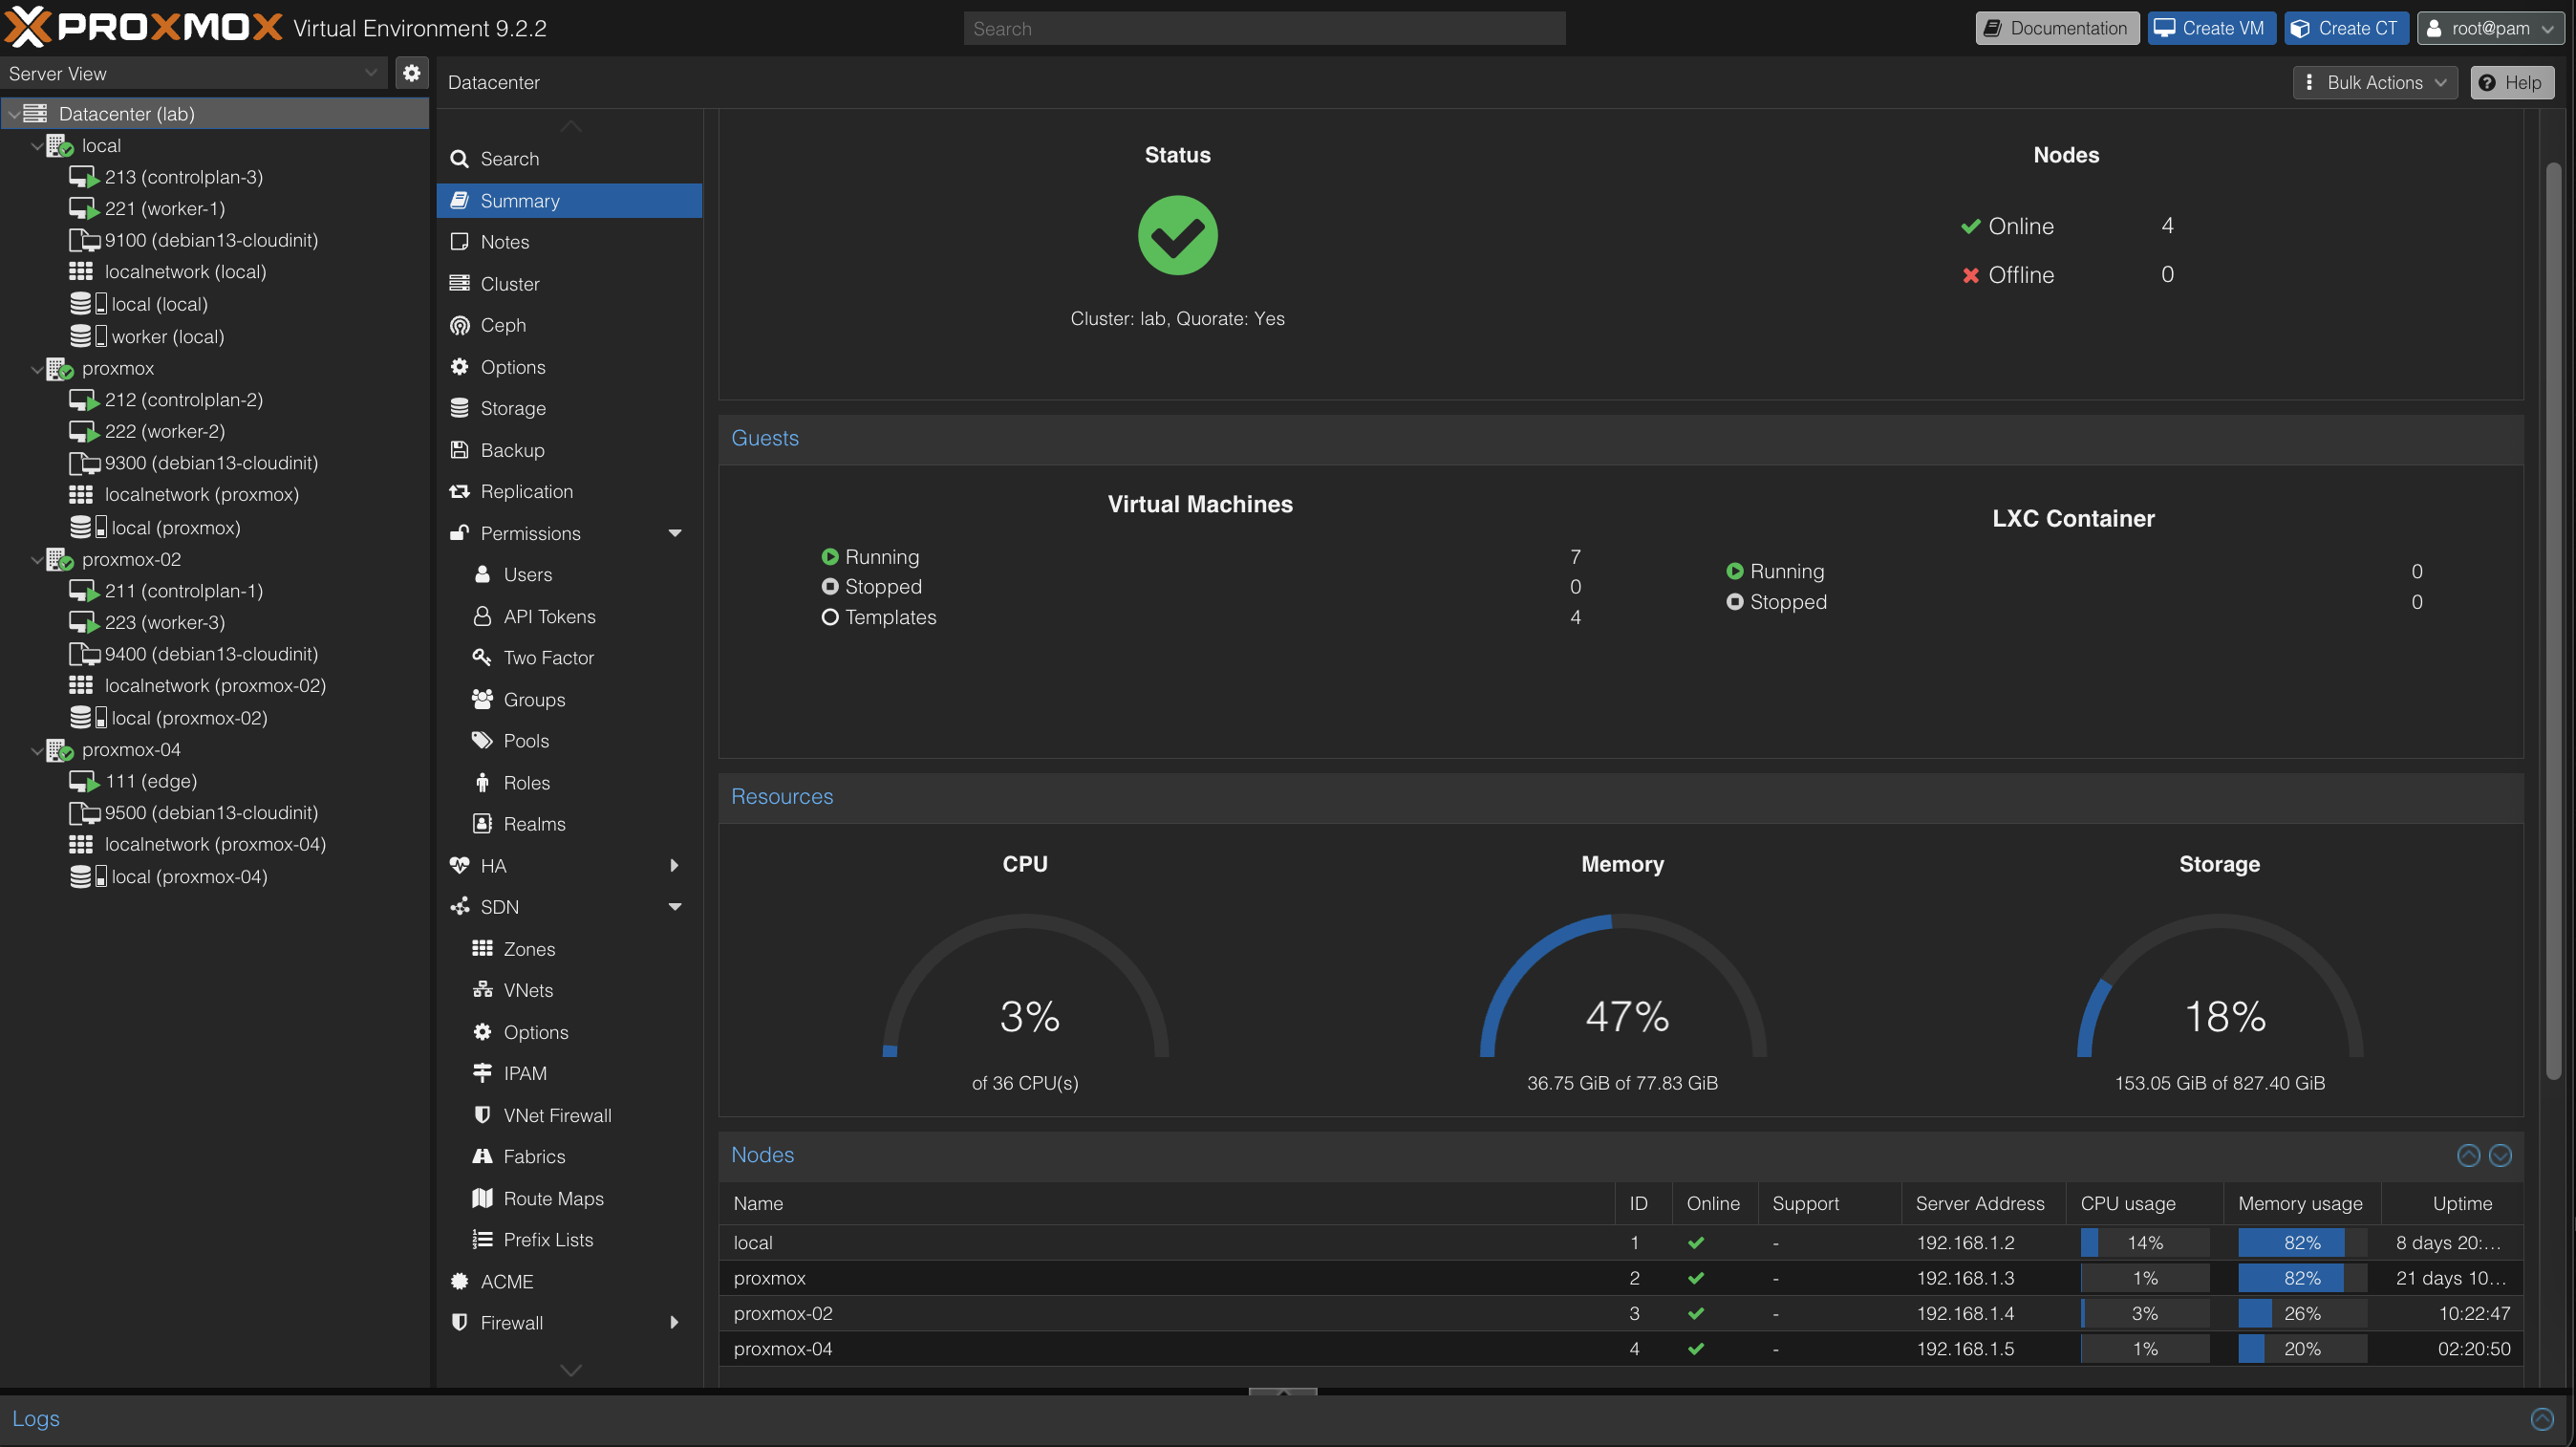 PROXMOX Virtual Environment 9.2.2
Search
Documentation
Create VM
Create CT
root@pam
Server View
Datacenter (lab)
local
213 (controlplan-3)
221 (worker-1)
9100 (debian13-cloudinit)
localnetwork (local)
local (local)
worker (local)
proxmox
212 (controlplan-2)
222 (worker-2)
9300 (debian13-cloudinit)
localnetwork (proxmox)
local (proxmox)
proxmox-02
211 (controlplan-1)
223 (worker-3)
9400 (debian13-cloudinit)
localnetwork (proxmox-02)
local (proxmox-02)
proxmox-04
111 (edge)
9500 (debian13-cloudinit)
localnetwork (proxmox-04)
local (proxmox-04)
Datacenter
Bulk Actions
Help
Search
Summary
Notes
Cluster
Ceph
Options
Storage
Backup
Replication
Permissions
Users
API Tokens
Two Factor
Groups
Pools
Roles
Realms
HA
SDN
Zones
VNets
Options
IPAM
VNet Firewall
Fabrics
Route Maps
Prefix Lists
ACME
Firewall
Status
Cluster: lab, Quorate: Yes
Nodes
Online 4
Offline 0
Guests
Virtual Machines
Running 7
Stopped 0
Templates 4
LXC Container
Running 0
Stopped 0
Resources
CPU
3%
of 36 CPU(s)
Memory
47%
36.75 GiB of 77.83 GiB
Storage
18%
153.05 GiB of 827.40 GiB
Nodes
Name ID Online Support Server Address CPU usage Memory usage Uptime
local 1 - 192.168.1.2 14% 82% 8 days 20:...
proxmox 2 - 192.168.1.3 1% 82% 21 days 10...
proxmox-02 3 - 192.168.1.4 3% 26% 10:22:47
proxmox-04 4 - 192.168.1.5 1% 20% 02:20:50
Logs